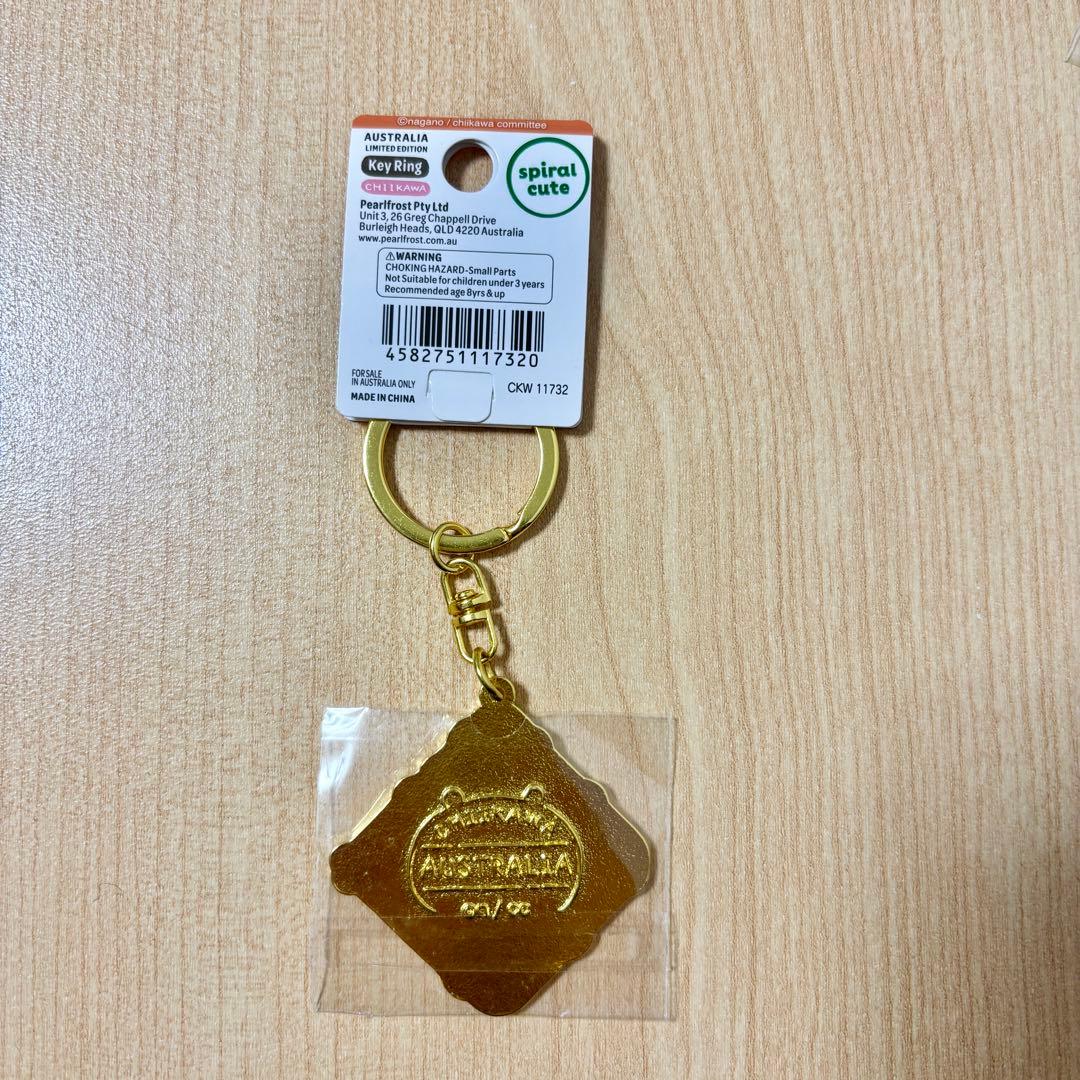 ©nagano / chiikawa committee
AUSTRALIA
LIMITED EDITION
Key Ring
CHIIKAWA
spiral
cute
Pearlfrost Pty Ltd
Unit 3, 26 Greg Chappell Drive
Burleigh Heads, QLD 4220 Australia
www.pearlfrost.com.au
⚠WARNING
CHOKING HAZARD-Small Parts
Not Suitable for children under 3 years
Recommended age 8yrs & up
4582751117320
FOR SALE
IN AUSTRALIA ONLY
CKW 11732
MADE IN CHINA
CHIIKAWA
AUSTRALIA